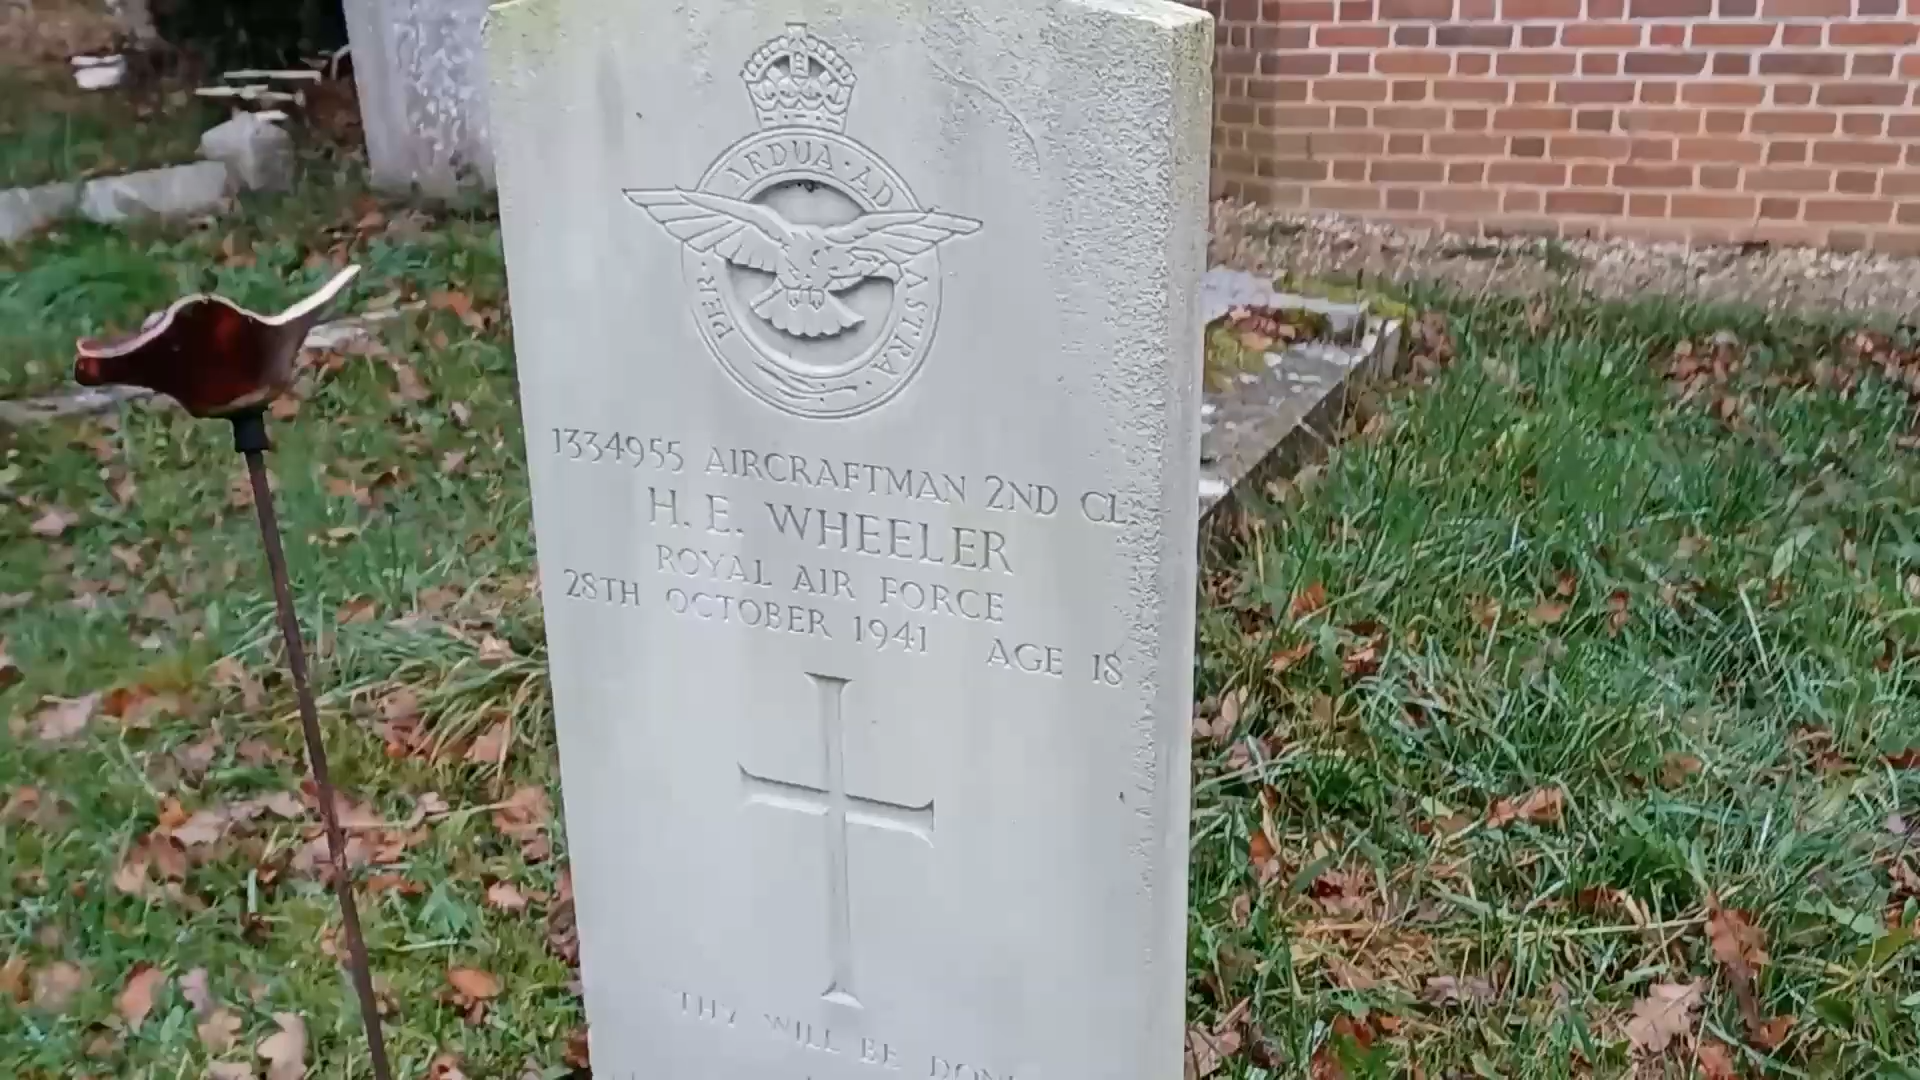 PER · ARDUA · AD · ASTRA ·
1334955 AIRCRAFTMAN 2ND CL.
H. E. WHEELER
ROYAL AIR FORCE
28TH OCTOBER 1941 AGE 18
"THY WILL BE DONE